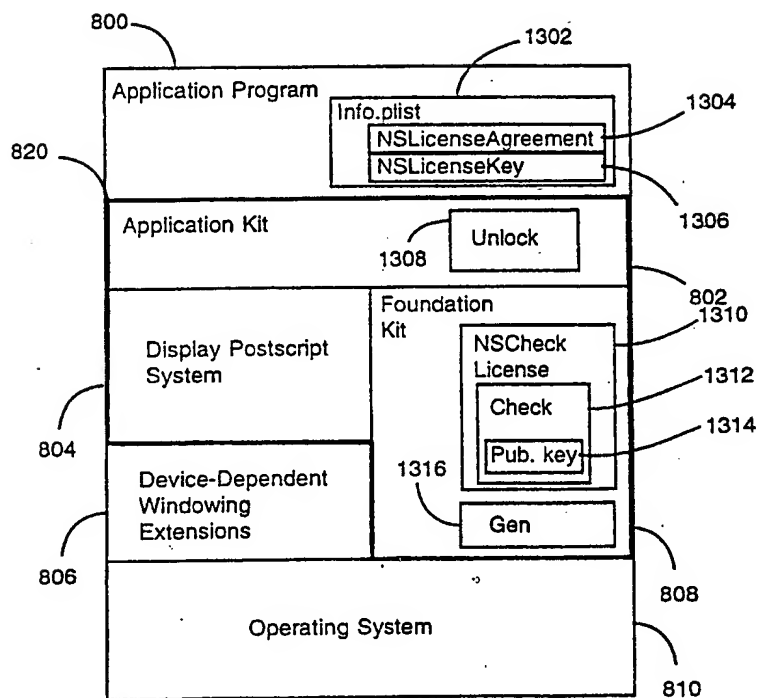 800
1302
Application Program
Info.plist
1304
NSLicenseAgreement
820
NSLicenseKey
1306
Application Kit
Unlock
1308
802
Foundation
Kit
1310
NSCheck
License
Display Postscript
System
1312
Check
1314
804
Pub. key
Device-Dependent
Windowing
Extensions
1316
Gen
806
808
Operating System
810